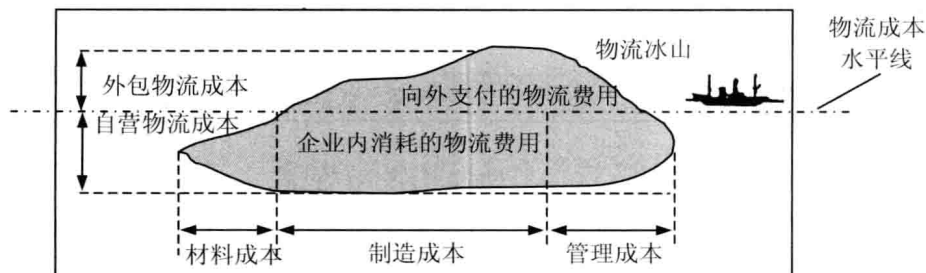 物流冰山
物流成本
水平线
外包物流成本
向外支付的物流费用
自营物流成本
企业内消耗的物流费用
材料成本
制造成本
管理成本